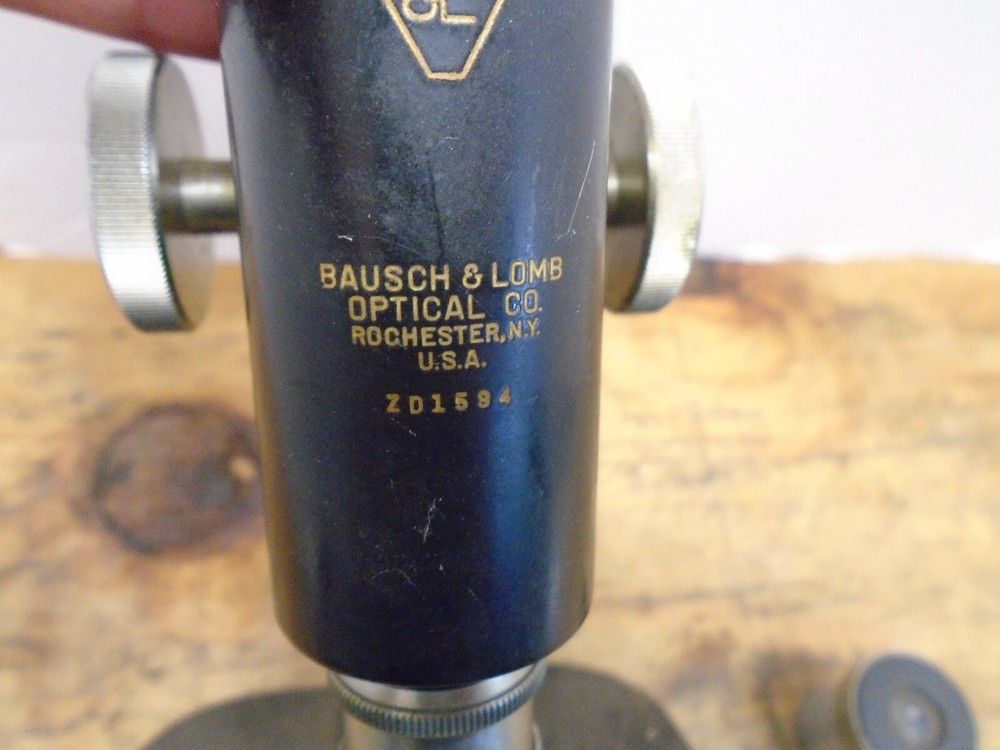 BAUSCH & LOMB
OPTICAL CO.
ROCHESTER, N.Y.
U.S.A.
ZD1594